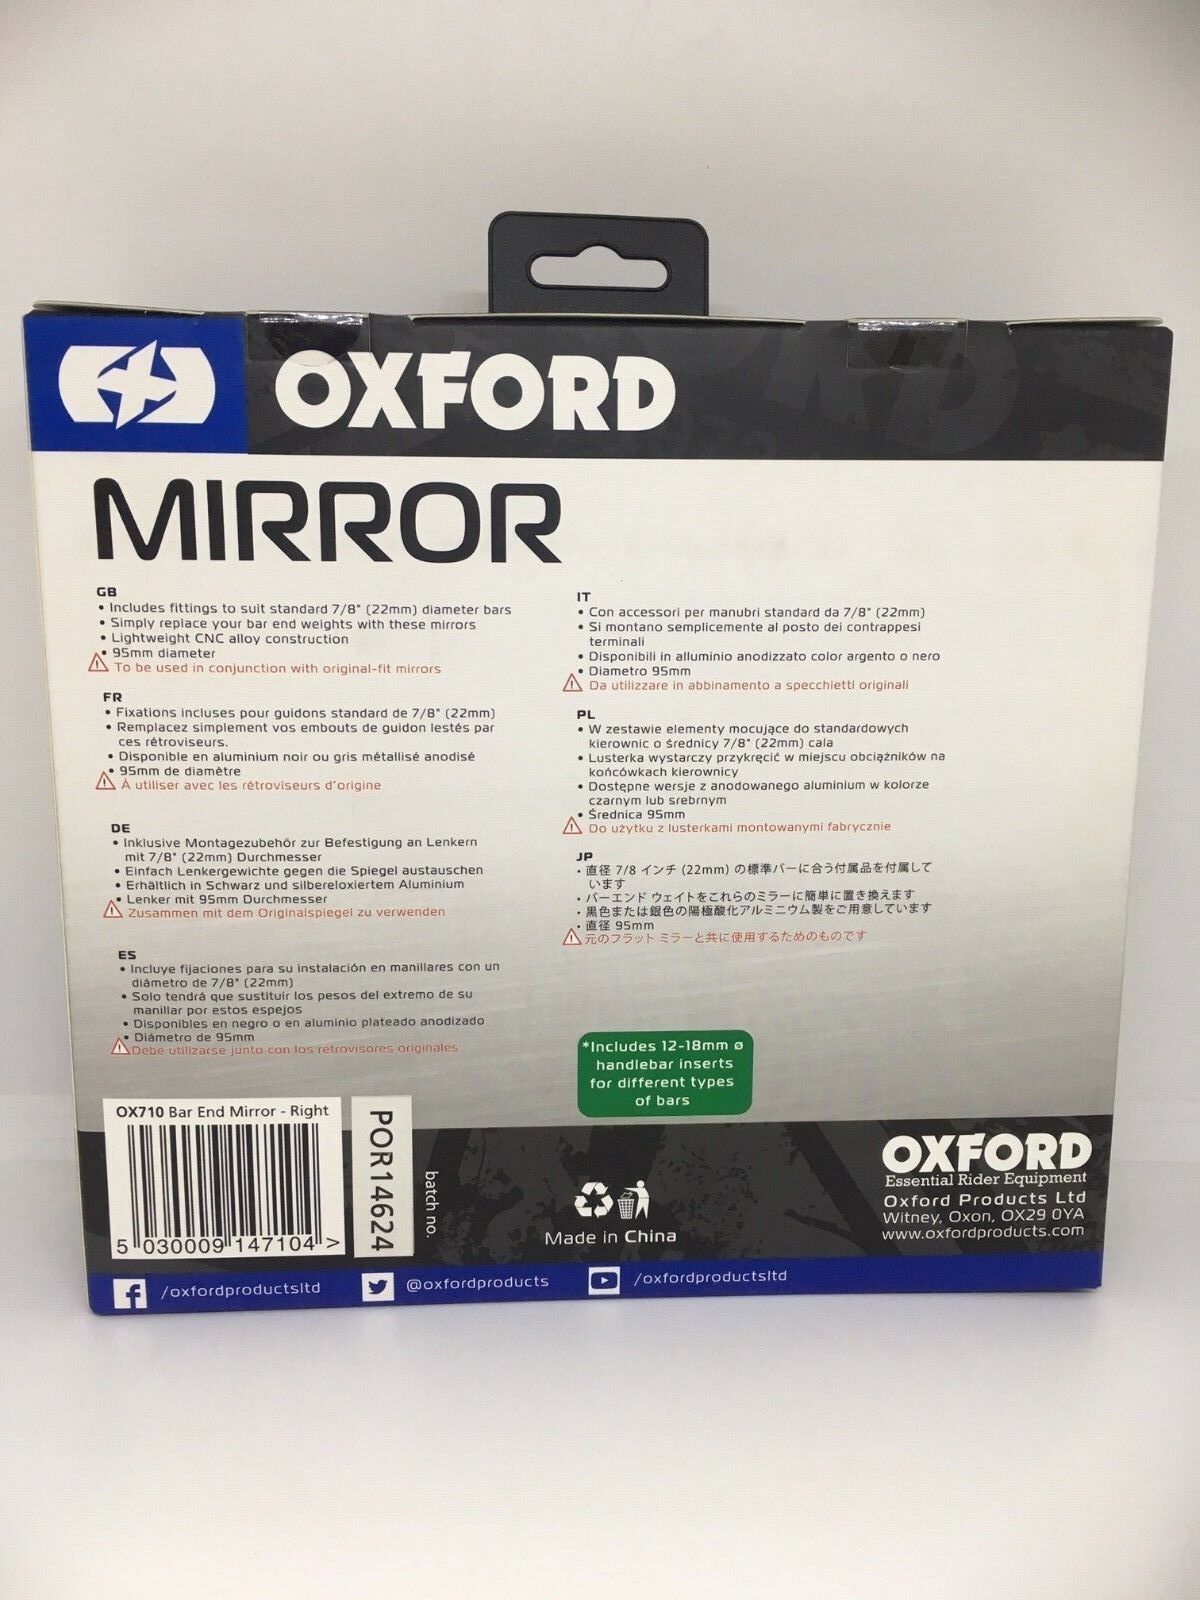 OXFORD
MIRROR
GB
• Includes fittings to suit standard 7/8" (22mm) diameter bars
• Simply replace your bar end weights with these mirrors
• Lightweight CNC alloy construction
• 95mm diameter
To be used in conjunction with original-fit mirrors
FR
• Fixations incluses pour guidons standard de 7/8" (22mm)
• Remplacez simplement vos embouts de guidon lestés par
ces rétroviseurs.
• Disponible en aluminium noir ou gris métallisé anodisé
• 95mm de diamètre
À utiliser avec les rétroviseurs d'origine
DE
• Inklusive Montagezubehör zur Befestigung an Lenkern
mit 7/8" (22mm) Durchmesser
• Einfach Lenkergewichte gegen die Spiegel austauschen
• Erhältlich in Schwarz und silbereloxiertem Aluminium
• Lenker mit 95mm Durchmesser
Zusammen mit dem Originalspiegel zu verwenden
ES
• Incluye fijaciones para su instalación en manillares con un
diámetro de 7/8" (22mm)
• Solo tendrá que sustituir los pesos del extremo de su
manillar por estos espejos
• Disponibles en negro o en aluminio plateado anodizado
• Diámetro de 95mm
Debe utilizarse junto con los retrovisores originales
IT
• Con accessori per manubri standard da 7/8" (22mm)
• Si montano semplicemente al posto dei contrappesi
terminali
• Disponibili in alluminio anodizzato color argento o nero
• Diametro 95mm
Da utilizzare in abbinamento a specchietti originali
PL
• W zestawie elementy mocujące do standardowych
kierownic o średnicy 7/8" (22mm) cala
• Lusterka wystarczy przykręcić w miejscu obciążników na
końcówkach kierownicy
• Dostępne wersje z anodowanego aluminium w kolorze
czarnym lub srebrnym
• Średnica 95mm
Do użytku z lusterkami montowanymi fabrycznie
JP
・直径 7/8 インチ (22mm) の標準バーに合う付属品を付属して
います
・バーエンド ウェイトをこれらのミラーに簡単に置き換えます
・黒色または銀色の陽極酸化アルミニウム製をご用意しています
・直径 95mm
元のフラット ミラーと共に使用するためのものです
*Includes 12-18mm ø
handlebar inserts
for different types
of bars
OX710 Bar End Mirror - Right
5 030009 147104 >
POR14624
batch no.
Made in China
OXFORD
Essential Rider Equipment
Oxford Products Ltd
Witney, Oxon, OX29 0YA
www.oxfordproducts.com
/oxfordproductsltd
@oxfordproducts
/oxfordproductsltd